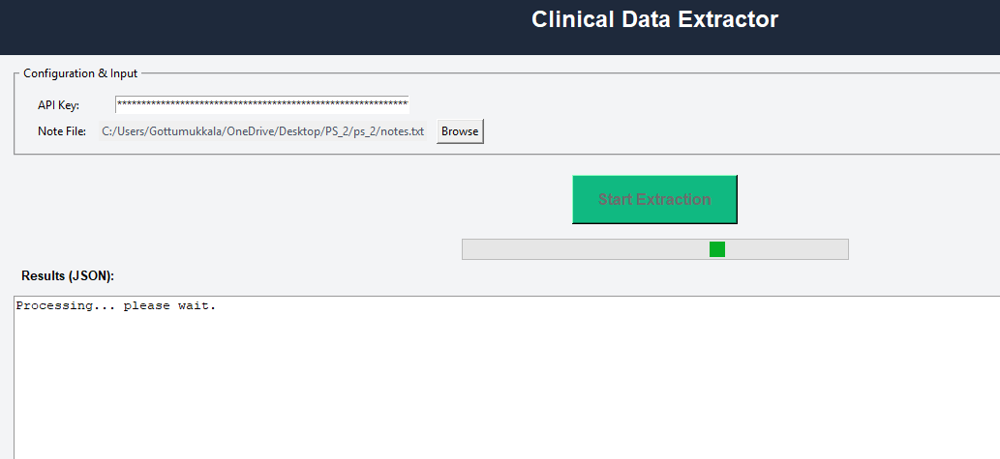 Clinical Data Extractor
Configuration & Input
API Key: ************************************************************
Note File: C:/Users/Gottumukkala/OneDrive/Desktop/PS_2/ps_2/notes.txt Browse
Start Extraction
Results (JSON):
Processing... please wait.